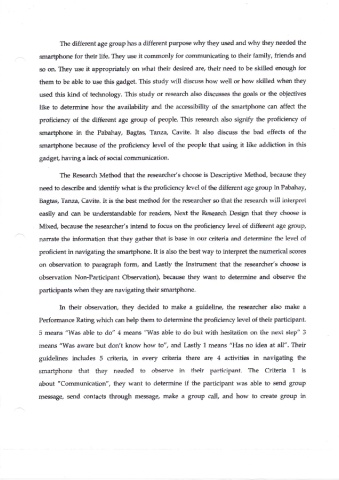 The different age group has a different purpose why they used and why they needed the
smartphone for their life. They use it commonly for communicating to their family, friends and
so on. They use it appropriately on what their desired are, their need to be skilled enough for
them to be able to use this gadget. This study will discuss how well or how skilled when they
used this kind of technology. This study or research also discusses the goals or the objectives
like to determine how the availability and the accessibility of the smartphone can affect the
proficiency of the different age group of people. This research also signify the proficiency of
smartphone in the Pabahay, Bagtas, Tanza, Cavite. It also discuss the bad effects of the
smartphone because of the proficiency level of the people that using it like addiction in this
gadget, having a lack of social communication.
The Research Method that the researcher's choose is Descriptive Method, because they
need to describe and identify what is the proficiency level of the different age group in Pabahay,
Bagtas, Tanza, Cavite. It is the best method for the researcher so that the research will interpret
easily and can be understandable for readers, Next the Research Design that they choose is
Mixed, because the researcher's intend to focus on the proficiency level of different age group,
narrate the information that they gather that is base in our criteria and determine the level of
proficient in navigating the smartphone. It is also the best way to interpret the numerical scores
on observation to paragraph form, and Lastly the Instrument that the researcher's choose is
observation Non-Participant Observation), because they want to determine and observe the
participants when they are navigating their smartphone.
In their observation, they decided to make a guideline, the researcher also make a
Performance Rating which can help them to determine the proficiency level of their participant.
5 means "Was able to do" 4 means "Was able to do but with hesitation on the next step" 3
means "Was aware but don't know how to", and Lastly 1 means "Has no idea at all". Their
guidelines includes 5 criteria, in every criteria there are 4 activities in navigating the
smartphone that they needed to observe in their participant. The Criteria 1 is
about "Communication", they want to determine if the participant was able to send group
message, send contacts through message, make a group call, and how to create group in